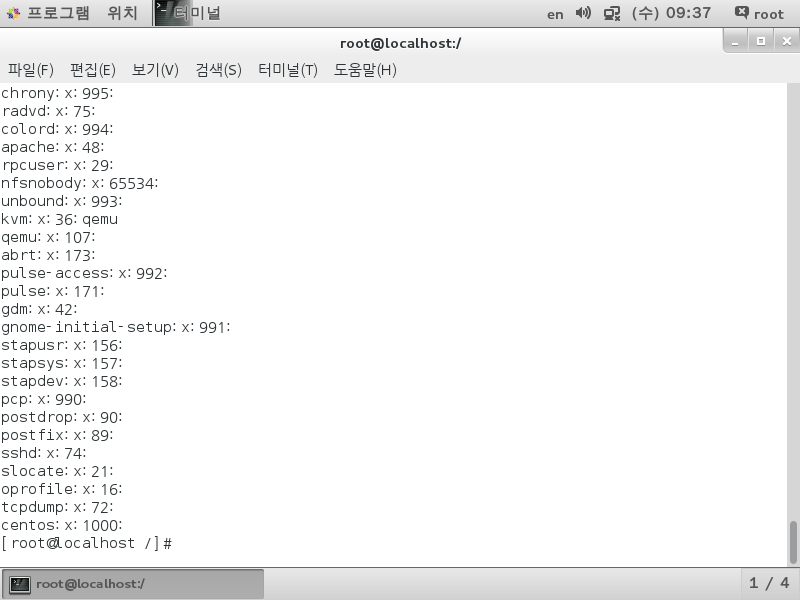 프로그램 위치 터미널 en (수) 09:37 root
root@localhost:/
파일(F) 편집(E) 보기(V) 검색(S) 터미널(T) 도움말(H)
chrony:x:995:
radvd:x:75:
colord:x:994:
apache:x:48:
rpcuser:x:29:
nfsnobody:x:65534:
unbound:x:993:
kvm:x:36:qemu
qemu:x:107:
abrt:x:173:
pulse-access:x:992:
pulse:x:171:
gdm:x:42:
gnome-initial-setup:x:991:
stapusr:x:156:
stapsys:x:157:
stapdev:x:158:
pcp:x:990:
postdrop:x:90:
postfix:x:89:
sshd:x:74:
slocate:x:21:
oprofile:x:16:
tcpdump:x:72:
centos:x:1000:
[root@localhost /]#
root@localhost:/ 1 / 4